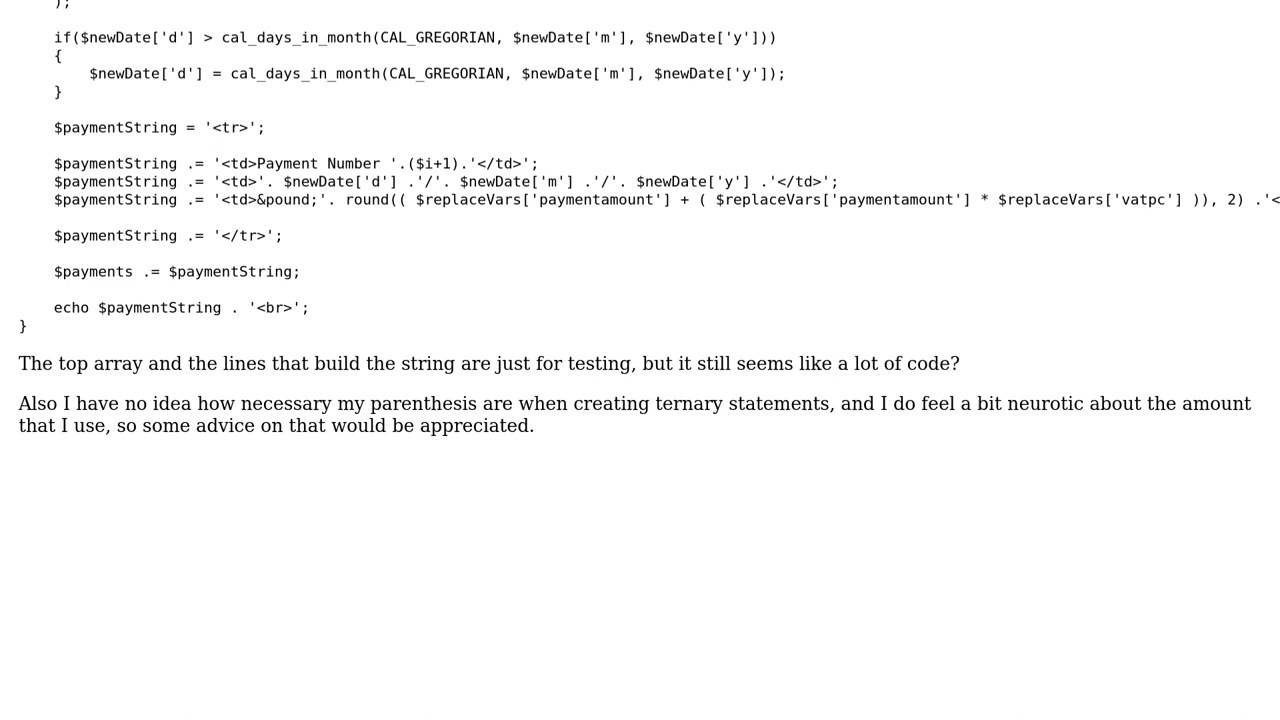 );
if($newDate['d'] > cal_days_in_month(CAL_GREGORIAN, $newDate['m'], $newDate['y']))
{
$newDate['d'] = cal_days_in_month(CAL_GREGORIAN, $newDate['m'], $newDate['y']);
}
$paymentString = '<tr>';
$paymentString .= '<td>Payment Number '.($i+1).'</td>';
$paymentString .= '<td>'. $newDate['d'] .'/'. $newDate['m'] .'/'. $newDate['y'] .'</td>';
$paymentString .= '<td>&pound;'. round(( $replaceVars['paymentamount'] + ( $replaceVars['paymentamount'] * $replaceVars['vatpc'] )), 2) .'<
$paymentString .= '</tr>';
$payments .= $paymentString;
echo $paymentString . '<br>';
}
The top array and the lines that build the string are just for testing, but it still seems like a lot of code?
Also I have no idea how necessary my parenthesis are when creating ternary statements, and I do feel a bit neurotic about the amount
that I use, so some advice on that would be appreciated.